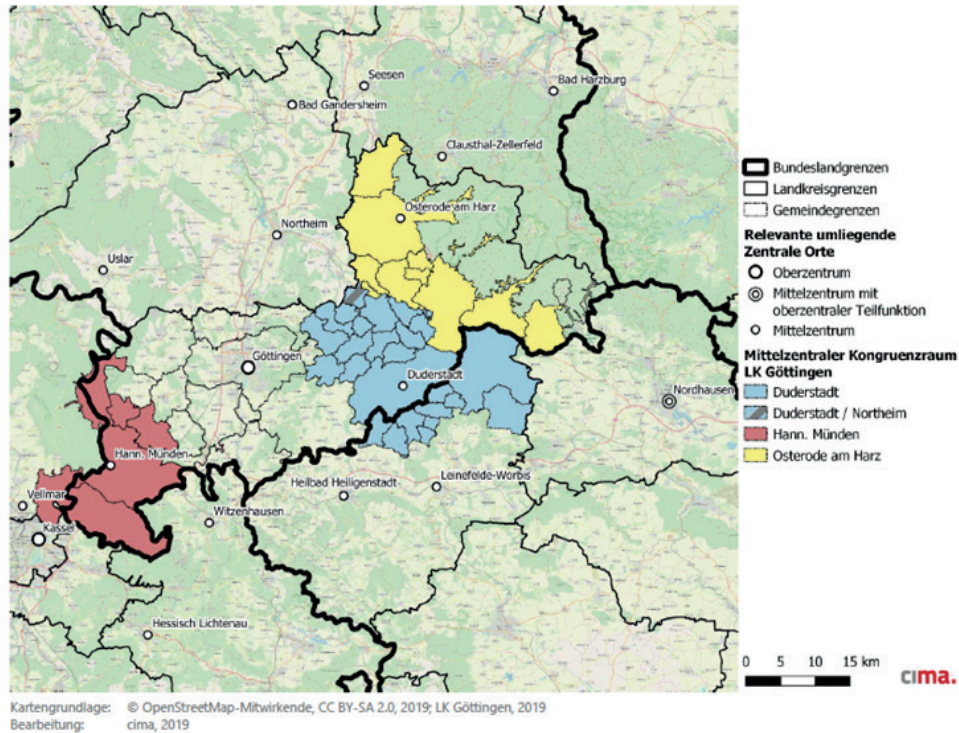 Seesen
Bad Harzburg
Bad Gandersheim
Clausthal-Zellerfeld
Osterode am Harz
Northeim
Uslar
Göttingen
Duderstadt
Nordhausen
Hann. Münden
Leinefelde-Worbis
Heilbad Heiligenstadt
Vellmar
Witzenhausen
Kassel
Hessisch Lichtenau
Bundeslandgrenzen
Landkreisgrenzen
Gemeindegrenzen
Relevante umliegende
Zentrale Orte
Oberzentrum
Mittelzentrum mit
oberzentraler Teilfunktion
Mittelzentrum
Mittelzentraler Kongruenzraum
LK Göttingen
Duderstadt
Duderstadt / Northeim
Hann. Münden
Osterode am Harz
0 5 10 15 km
cima.
Kartengrundlage: © OpenStreetMap-Mitwirkende, CC BY-SA 2.0, 2019; LK Göttingen, 2019
Bearbeitung: cima, 2019